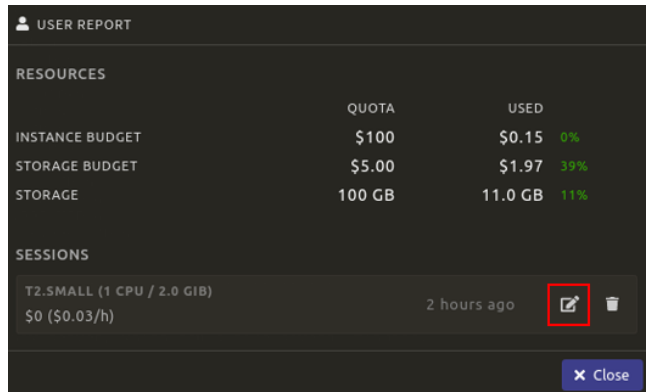 USER REPORT
RESOURCES
QUOTA USED
INSTANCE BUDGET $100 $0.15 0%
STORAGE BUDGET $5.00 $1.97 39%
STORAGE 100 GB 11.0 GB 11%
SESSIONS
T2.SMALL (1 CPU / 2.0 GIB)
2 hours ago
$0 ($0.03/h)
Close